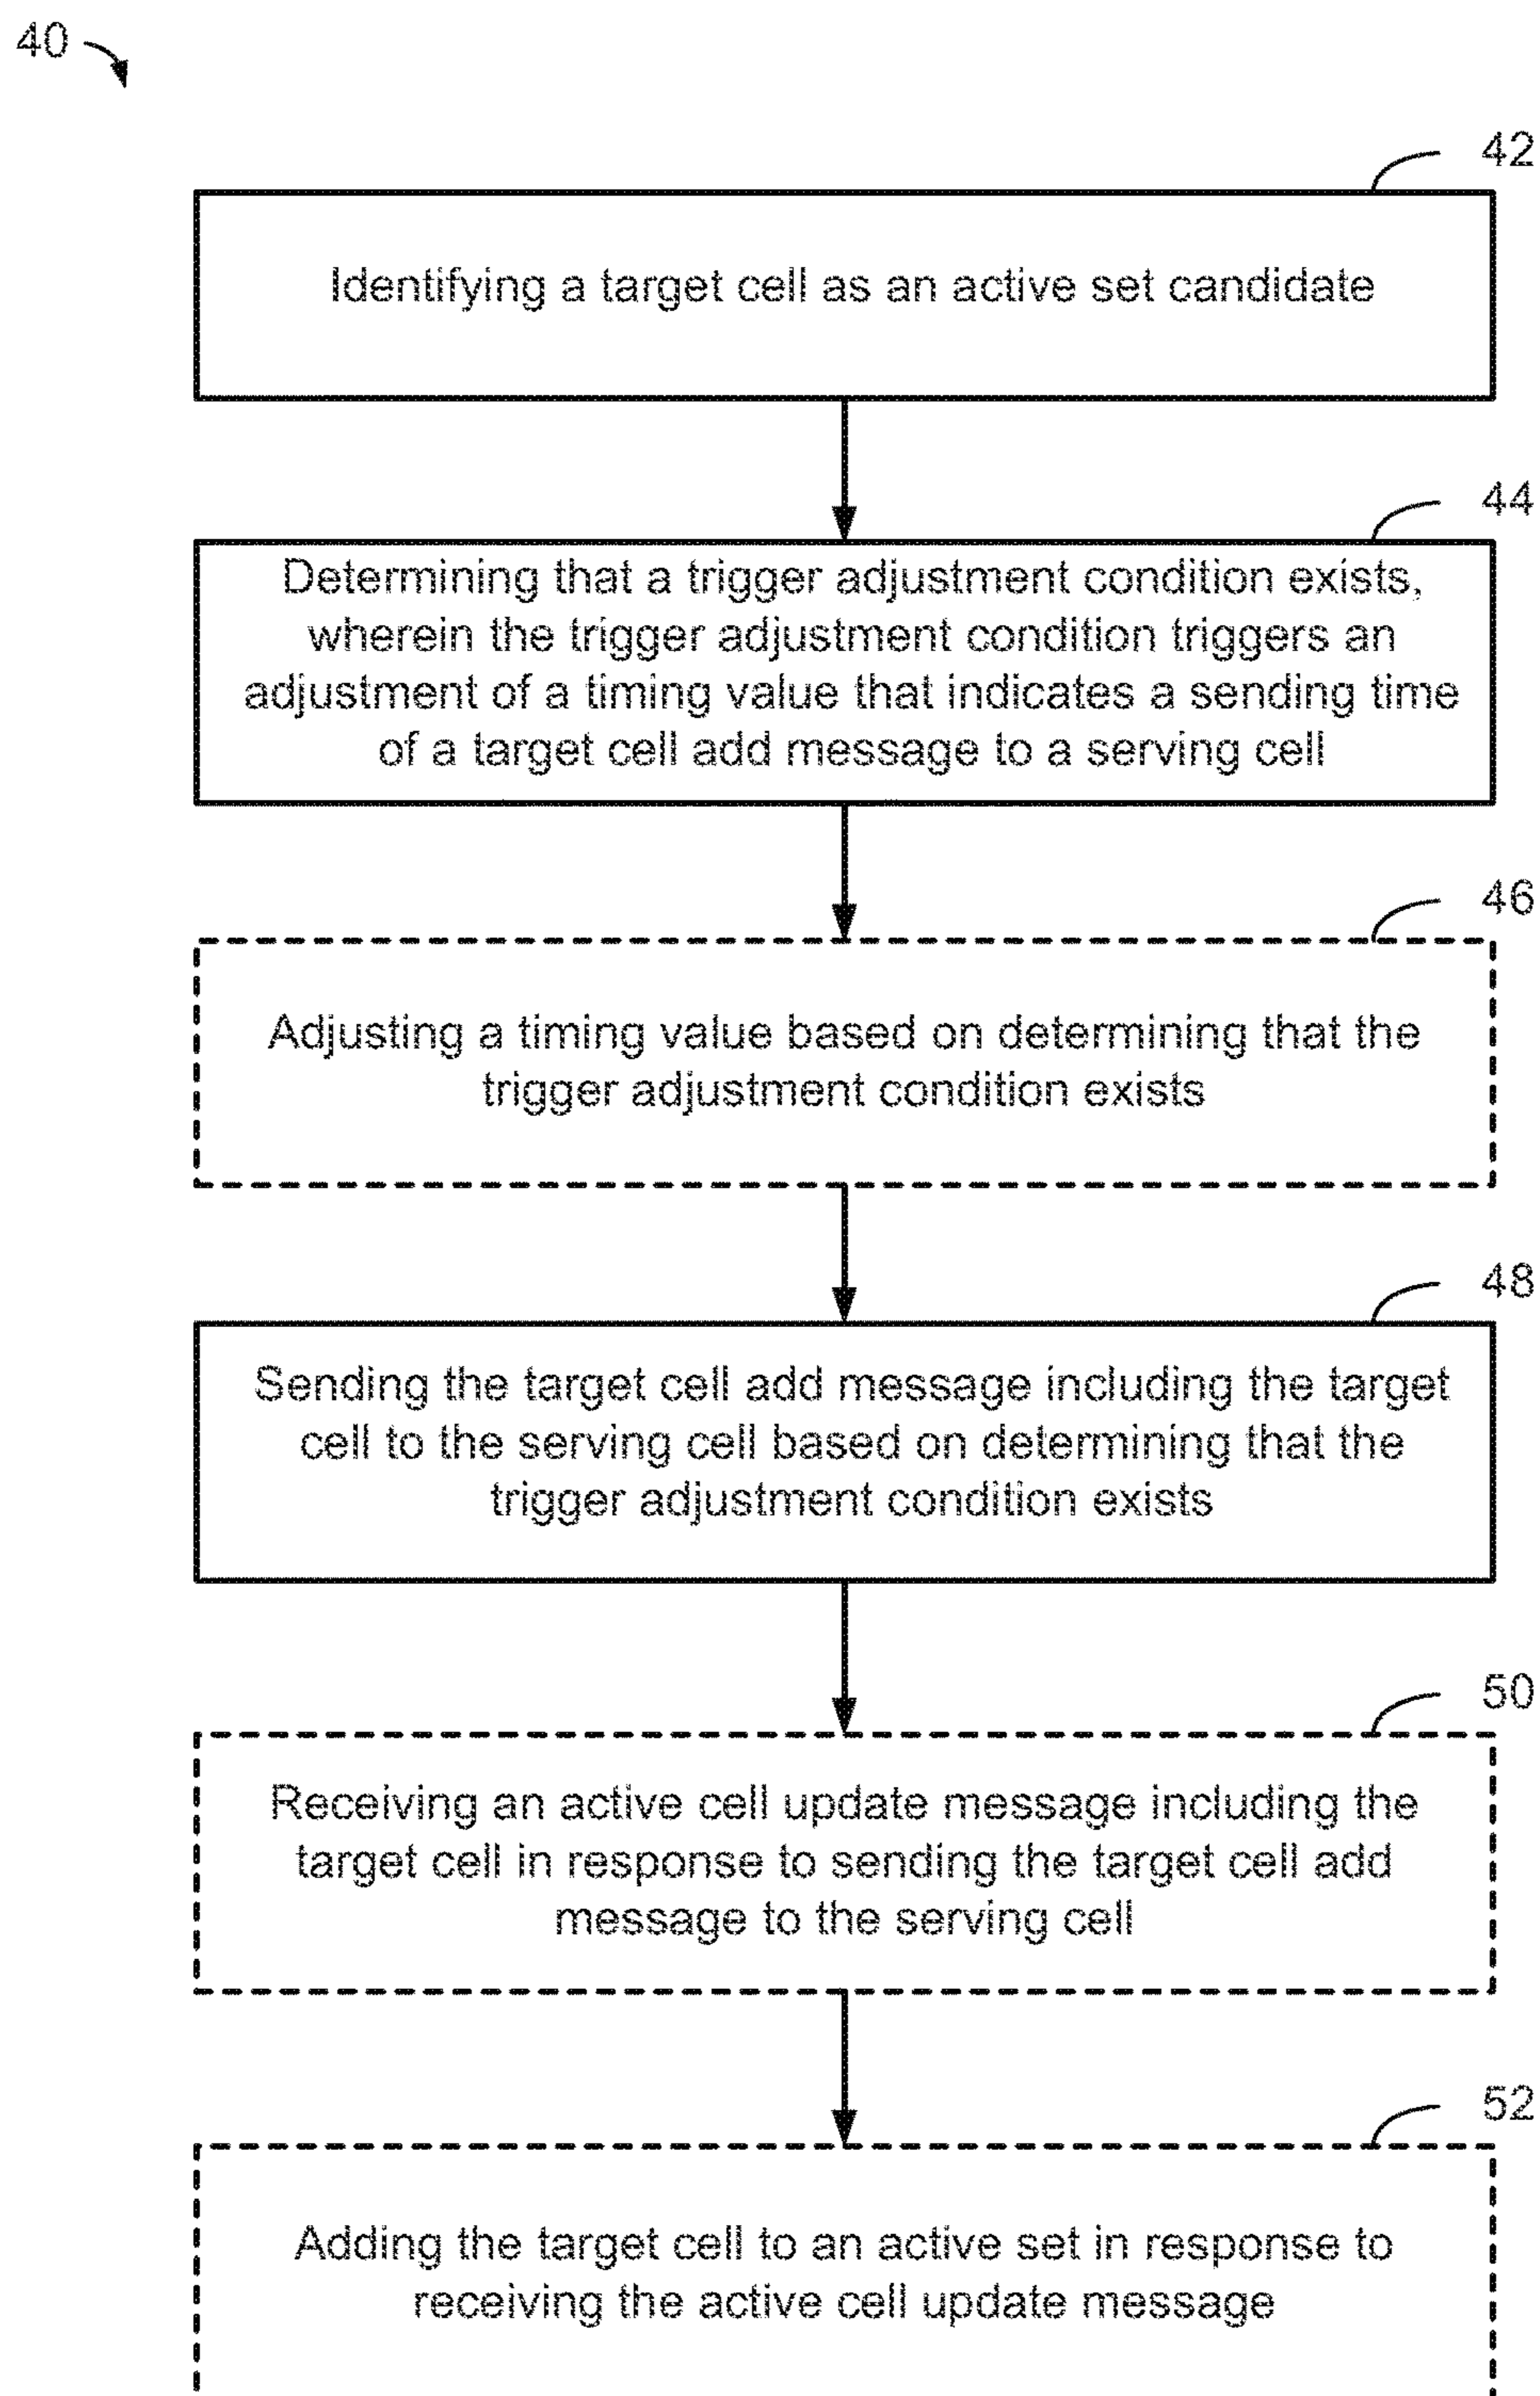 40
42
Identifying a target cell as an active set candidate
44
Determining that a trigger adjustment condition exists,
wherein the trigger adjustment condition triggers an
adjustment of a timing value that indicates a sending time
of a target cell add message to a serving cell
46
Adjusting a timing value based on determining that the
trigger adjustment condition exists
48
Sending the target cell add message including the target
cell to the serving cell based on determining that the
trigger adjustment condition exists
50
Receiving an active cell update message including the
target cell in response to sending the target cell add
message to the serving cell
52
Adding the target cell to an active set in response to
receiving the active cell update message